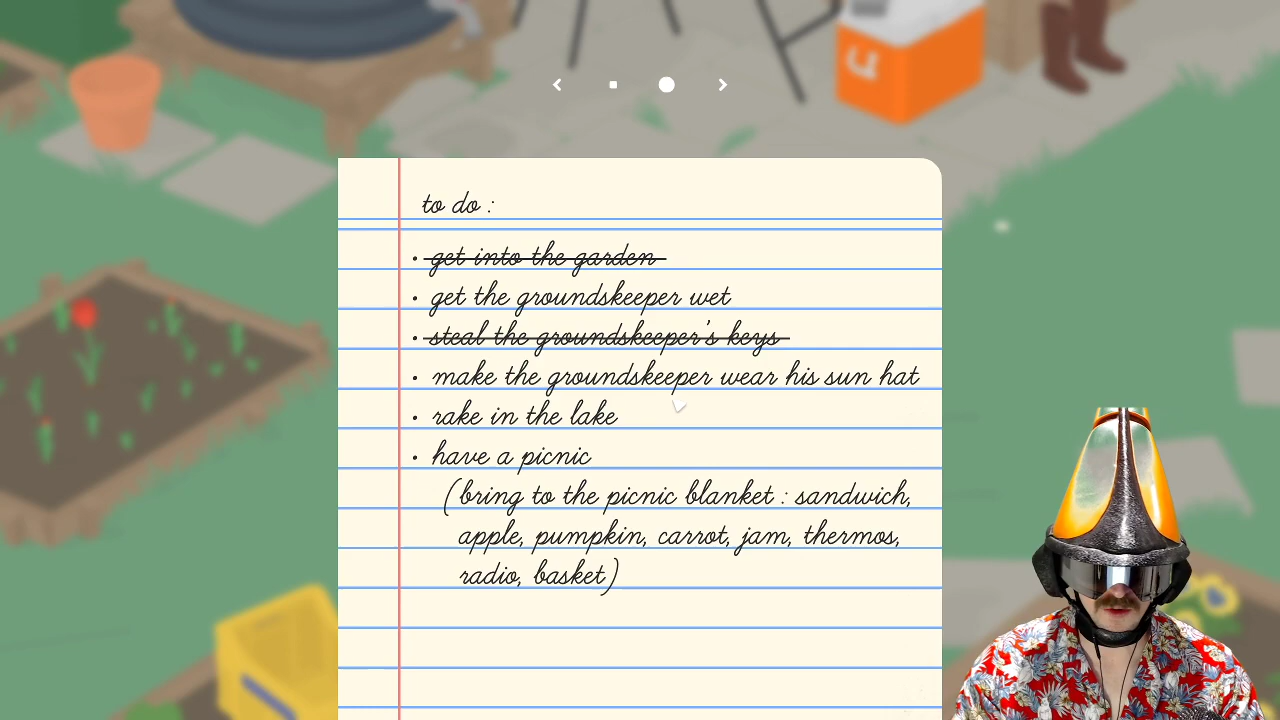 to do :
• get into the garden
• get the groundskeeper wet
• steal the groundskeeper's keys
• make the groundskeeper wear his sun hat
• rake in the lake
• have a picnic
(bring to the picnic blanket : sandwich,
apple, pumpkin, carrot, jam, thermos,
radio, basket)